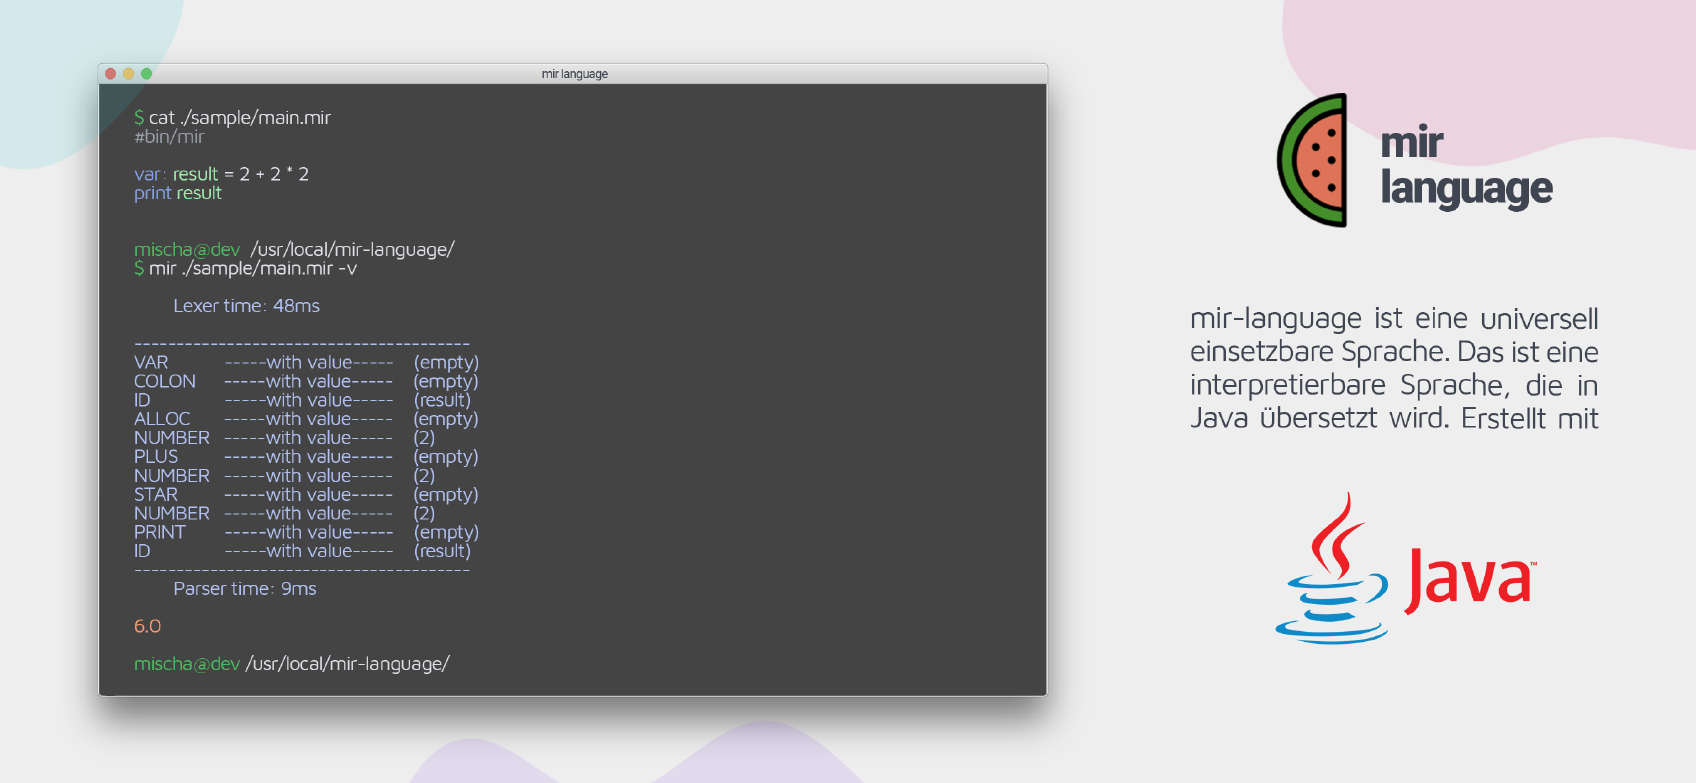 mir language
$ cat ./sample/main.mir
#bin/mir
var: result = 2 + 2 * 2
print result
mischa@dev /usr/local/mir-language/
$ mir ./sample/main.mir -v
Lexer time: 48ms
----------------------------------------
VAR -----with value----- (empty)
COLON -----with value----- (empty)
ID -----with value----- (result)
ALLOC -----with value----- (empty)
NUMBER -----with value----- (2)
PLUS -----with value----- (empty)
NUMBER -----with value----- (2)
STAR -----with value----- (empty)
NUMBER -----with value----- (2)
PRINT -----with value----- (empty)
ID -----with value----- (result)
----------------------------------------
Parser time: 9ms
6.0
mischa@dev /usr/local/mir-language/
mir
language
mir-language ist eine universell
einsetzbare Sprache. Das ist eine
interpretierbare Sprache, die in
Java übersetzt wird. Erstellt mit
Java™